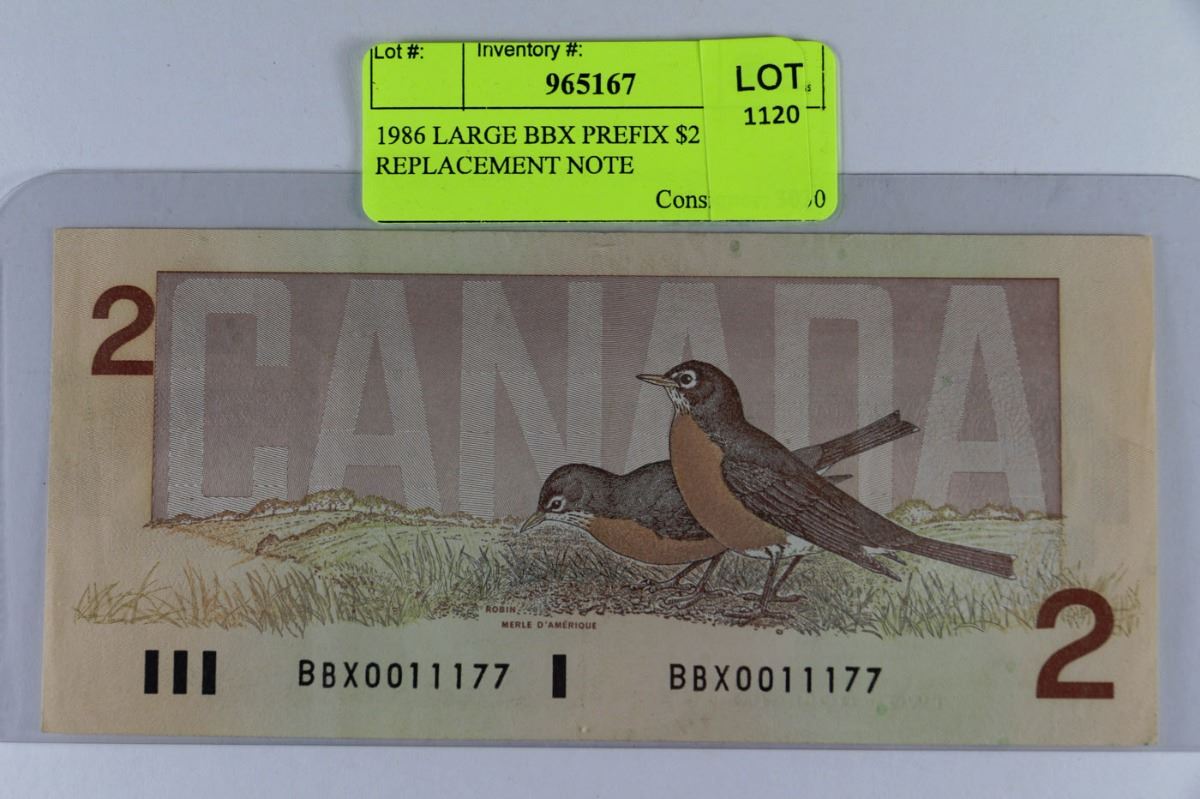 Lot #:
Inventory #:
965167
LOT
1120
1986 LARGE BBX PREFIX $2
REPLACEMENT NOTE
CANADA
2
ROBIN
MERLE D'AMÉRIQUE
BBX0011177
BBX0011177
2